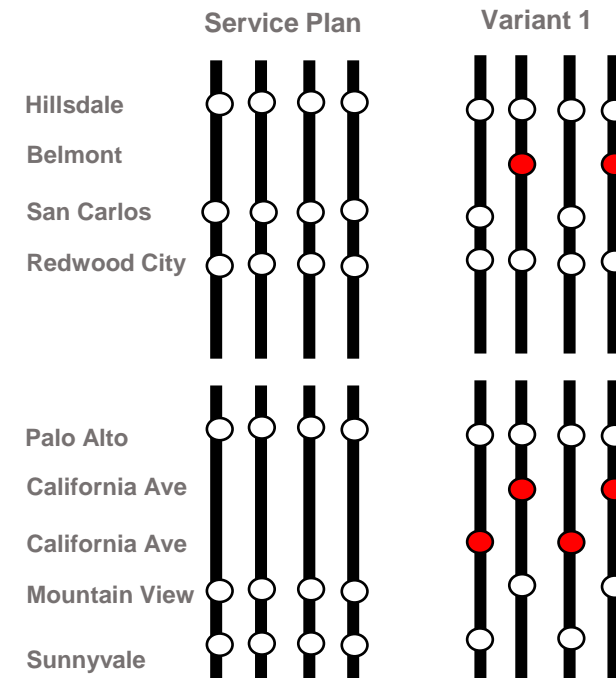 Service Plan
Variant 1
Hillsdale
Belmont
San Carlos
Redwood City
Palo Alto
California Ave
California Ave
Mountain View
Sunnyvale